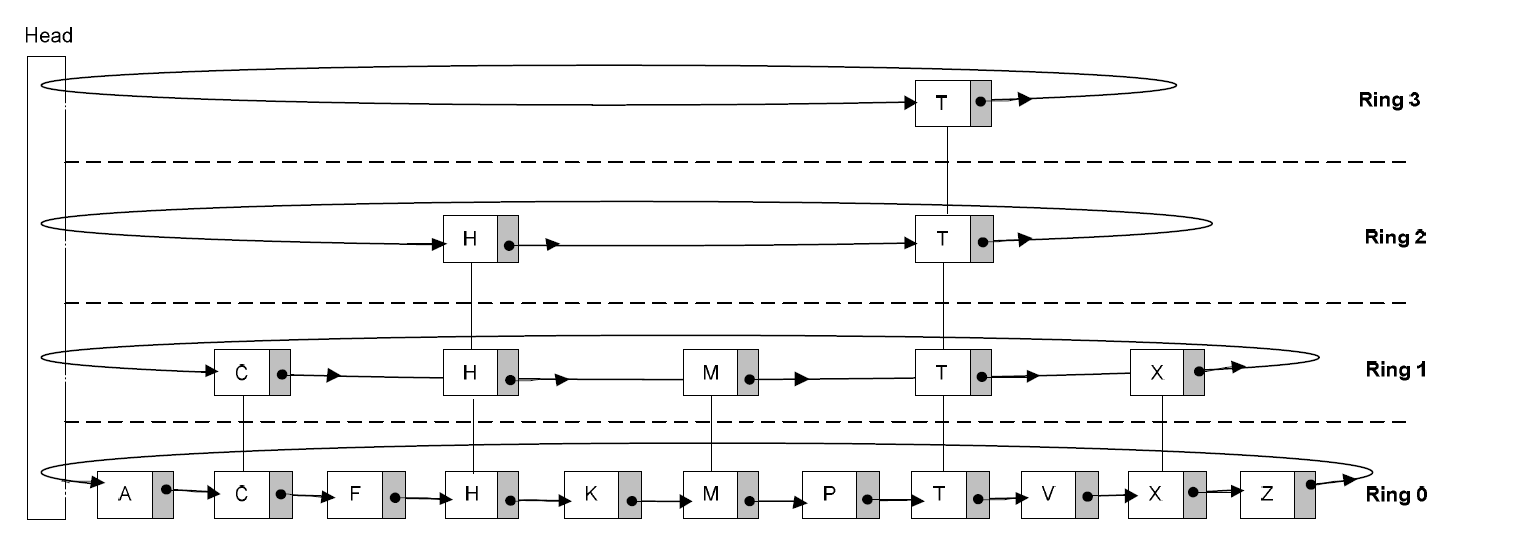 Head
T Ring 3
H T Ring 2
C H M T X Ring 1
A C F H K M P T V X Z Ring 0